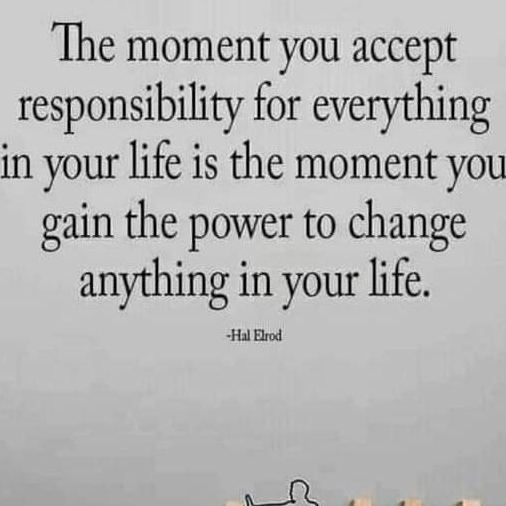 The moment you accept
responsibility for everything
in your life is the moment you
gain the power to change
anything in your life.
-Hal Elrod